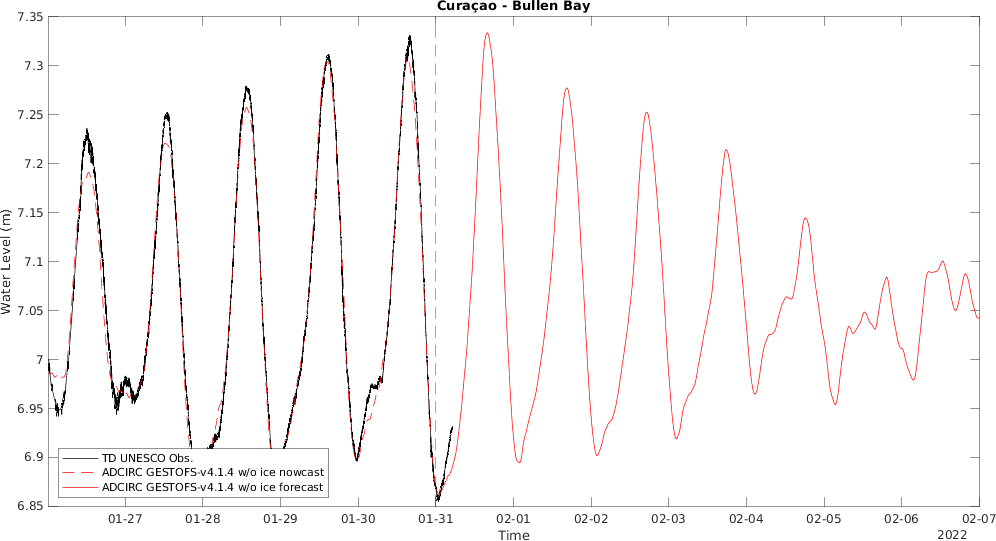 Curaçao - Bullen Bay
7.35
7.3
7.25
7.2
7.15
7.1
7.05
7
6.95
6.9
6.85
Water Level (m)
TD UNESCO Obs.
ADCIRC GESTOFS-v4.1.4 w/o ice nowcast
ADCIRC GESTOFS-v4.1.4 w/o ice forecast
01-27 01-28 01-29 01-30 01-31 02-01 02-02 02-03 02-04 02-05 02-06 02-07
Time
2022